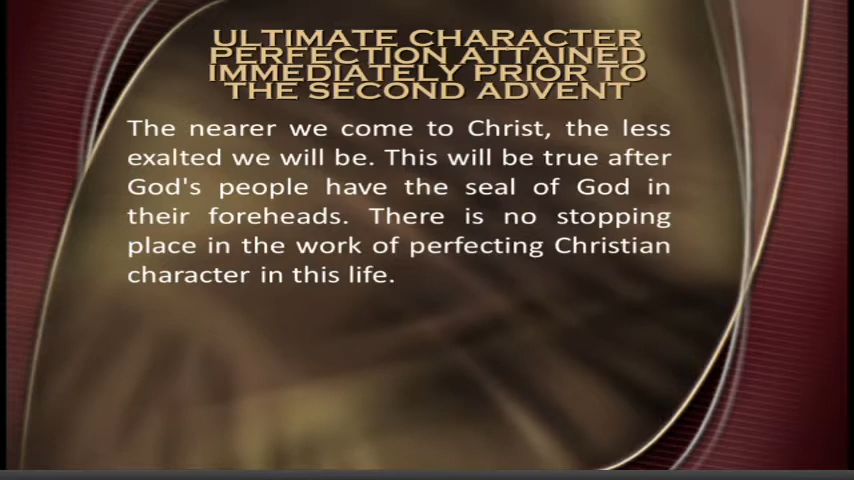 ULTIMATE CHARACTER
PERFECTION ATTAINED
IMMEDIATELY PRIOR TO
THE SECOND ADVENT
The nearer we come to Christ, the less
exalted we will be. This will be true after
God's people have the seal of God in
their foreheads. There is no stopping
place in the work of perfecting Christian
character in this life.